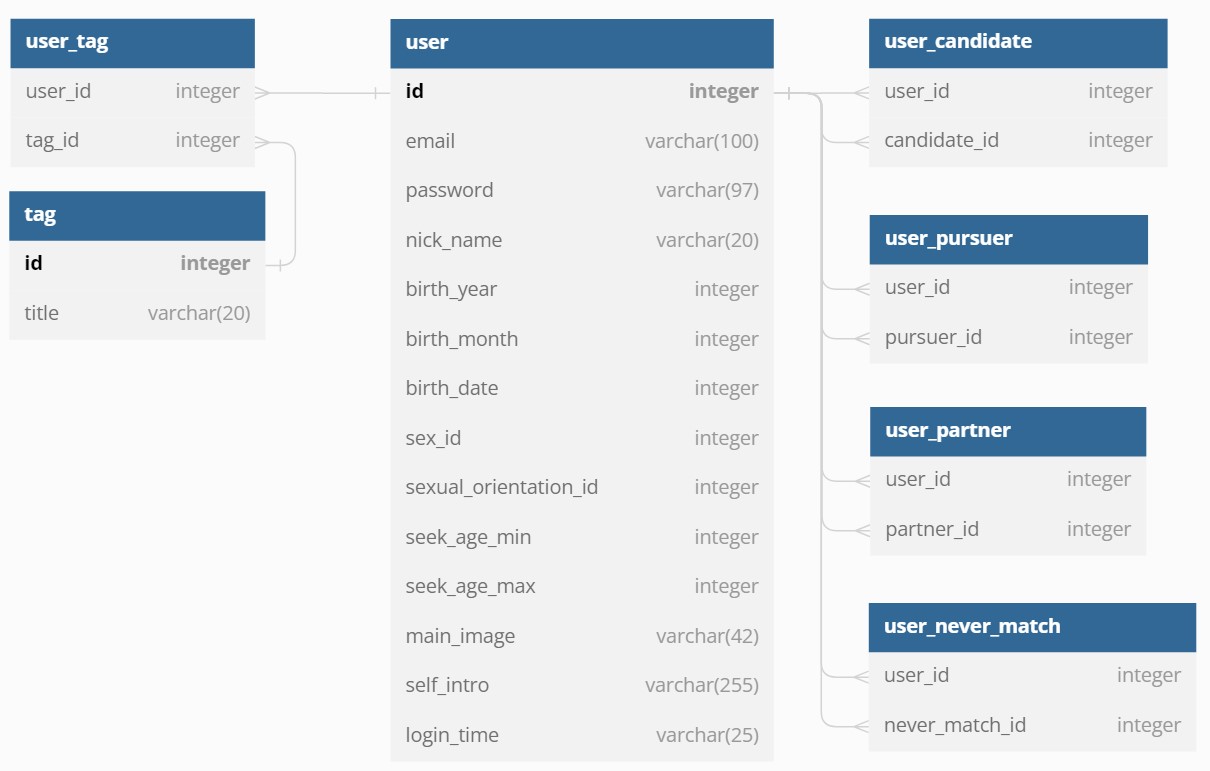 user_tag
user_id integer
tag_id integer
tag
id integer
title varchar(20)
user
id integer
email varchar(100)
password varchar(97)
nick_name varchar(20)
birth_year integer
birth_month integer
birth_date integer
sex_id integer
sexual_orientation_id integer
seek_age_min integer
seek_age_max integer
main_image varchar(42)
self_intro varchar(255)
login_time varchar(25)
user_candidate
user_id integer
candidate_id integer
user_pursuer
user_id integer
pursuer_id integer
user_partner
user_id integer
partner_id integer
user_never_match
user_id integer
never_match_id integer